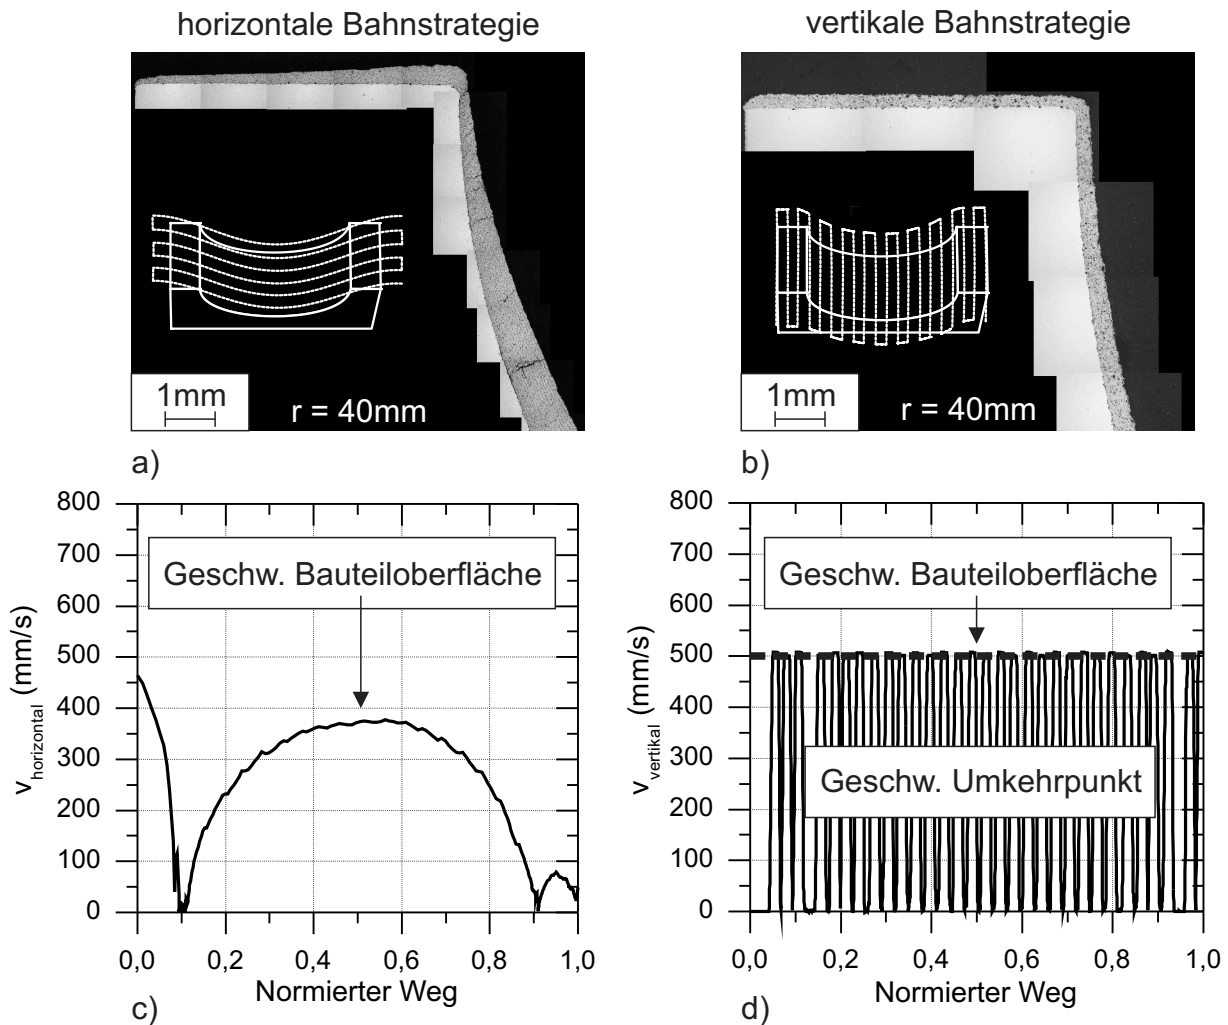 horizontale Bahnstrategie
vertikale Bahnstrategie
1mm
r = 40mm
1mm
r = 40mm
a)
b)
800
700
600
500
400
300
200
100
0
v horizontal (mm/s)
Geschw. Bauteiloberfläche
0,0 0,2 0,4 0,6 0,8 1,0
Normierter Weg
c)
800
700
600
500
400
300
200
100
0
v vertikal (mm/s)
Geschw. Bauteiloberfläche
Geschw. Umkehrpunkt
0,0 0,2 0,4 0,6 0,8 1,0
Normierter Weg
d)